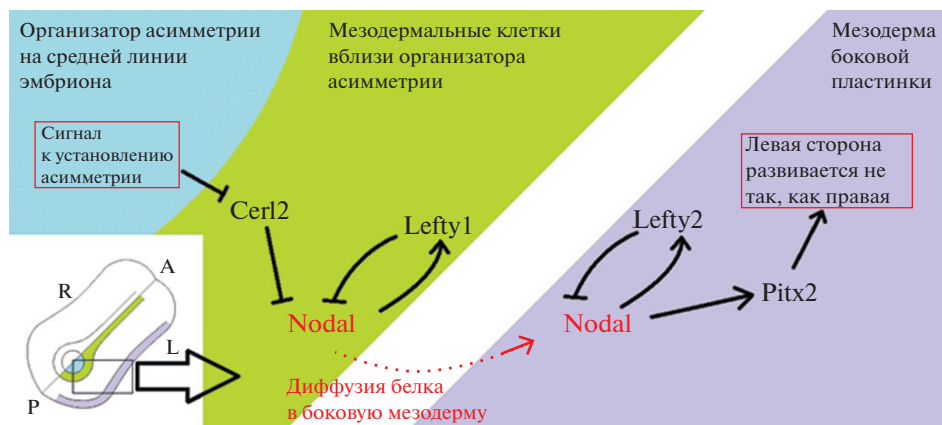 Организатор асимметрии
на средней линии
эмбриона
Мезодермальные клетки
вблизи организатора
асимметрии
Мезодерма
боковой
пластинки
Сигнал
к установлению
асимметрии
Левая сторона
развивается не
так, как правая
Cerl2
Lefty1
Lefty2
Pitx2
Nodal
Nodal
Диффузия белка
в боковую мезодерму
A
R
L
P